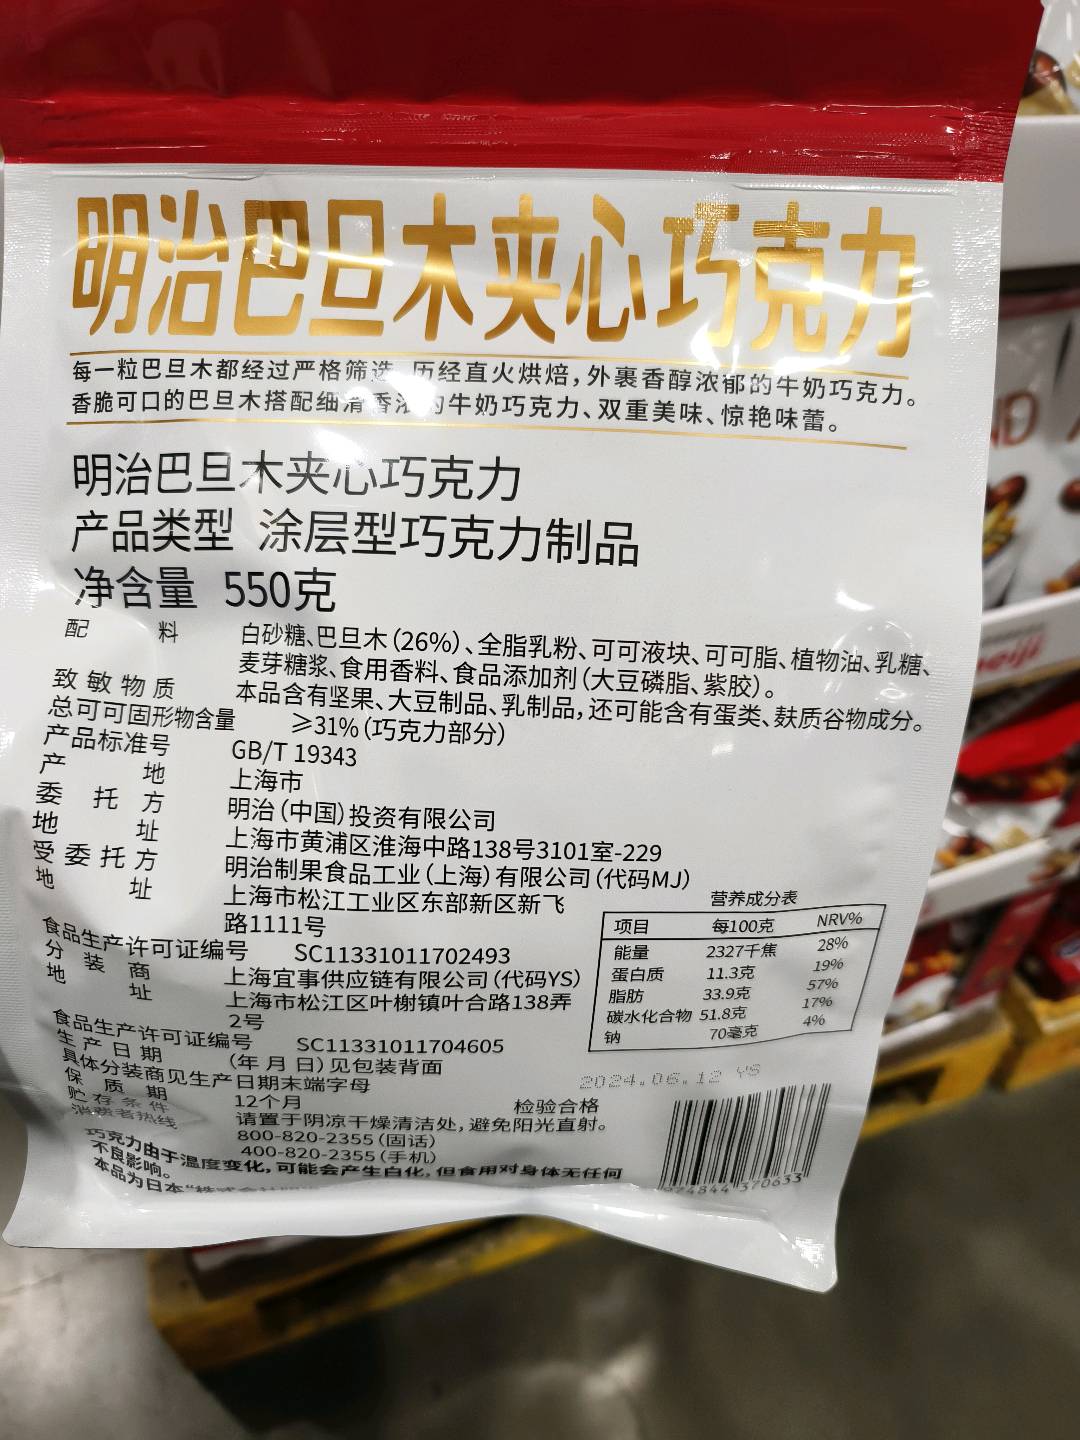 明治巴旦木夹心巧克力
每一粒巴旦木都经过严格筛选 历经直火烘焙，外裹香醇浓郁的牛奶巧克力。
香脆可口的巴旦木搭配细滑香浓的牛奶巧克力、双重美味、惊艳味蕾。
明治巴旦木夹心巧克力
产品类型 涂层型巧克力制品
净含量 550克
配料 白砂糖、巴旦木（26%）、全脂乳粉、可可液块、可可脂、植物油、乳糖、
麦芽糖浆、食用香料、食品添加剂（大豆磷脂、紫胶）。
致敏物质 本品含有坚果、大豆制品、乳制品，还可能含有蛋类、麸质谷物成分。
总可可固形物含量 ≥31%（巧克力部分）
产品标准号 GB/T 19343
产地 上海市
委托方 明治（中国）投资有限公司
地址 上海市黄浦区淮海中路138号3101室-229
受委托方 明治制果食品工业（上海）有限公司（代码MJ）
地址 上海市松江工业区东部新区新飞
路1111号
食品生产许可证编号 SC11331011702493
分装商 上海宜事供应链有限公司（代码YS）
地址 上海市松江区叶榭镇叶合路138弄
2号
食品生产许可证编号 SC11331011704605
生产日期 （年 月 日）见包装背面
具体分装商见生产日期末端字母
保质期 12个月
贮存条件 请置于阴凉干燥清洁处，避免阳光直射。
消费者热线 800-820-2355（固话）
400-820-2355（手机）
巧克力由于温度变化，可能会产生白化，但食用对身体无任何
不良影响。
本品为日本“株式会社
营养成分表
项目 每100克 NRV%
能量 2327千焦 28%
蛋白质 11.3克 19%
脂肪 33.9克 57%
碳水化合物 51.8克 17%
钠 70毫克 4%
2024.06.12 YS
检验合格
974844 370633
meiji
ND